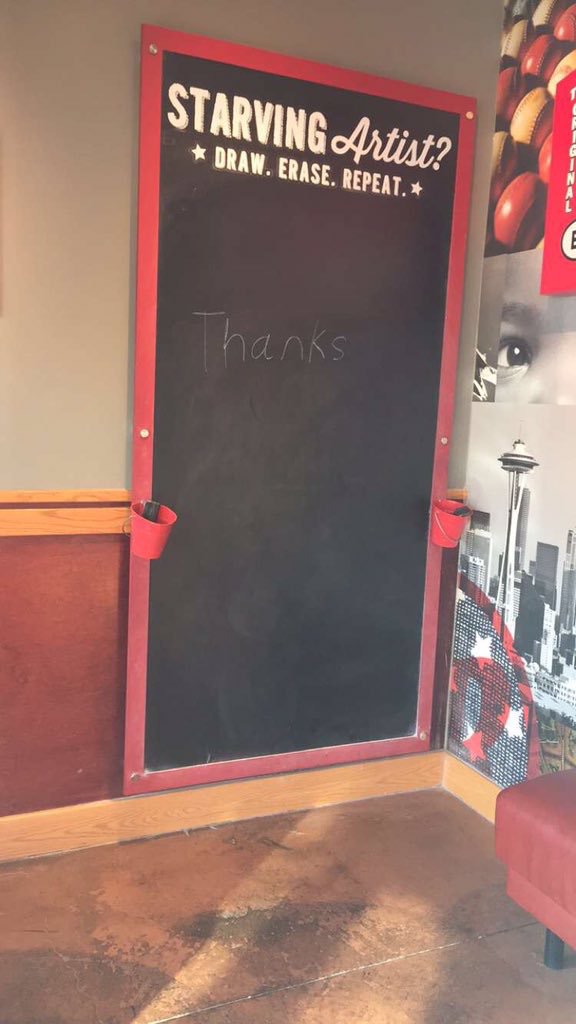 STARVING Artist?
★ DRAW. ERASE. REPEAT. ★
Thanks